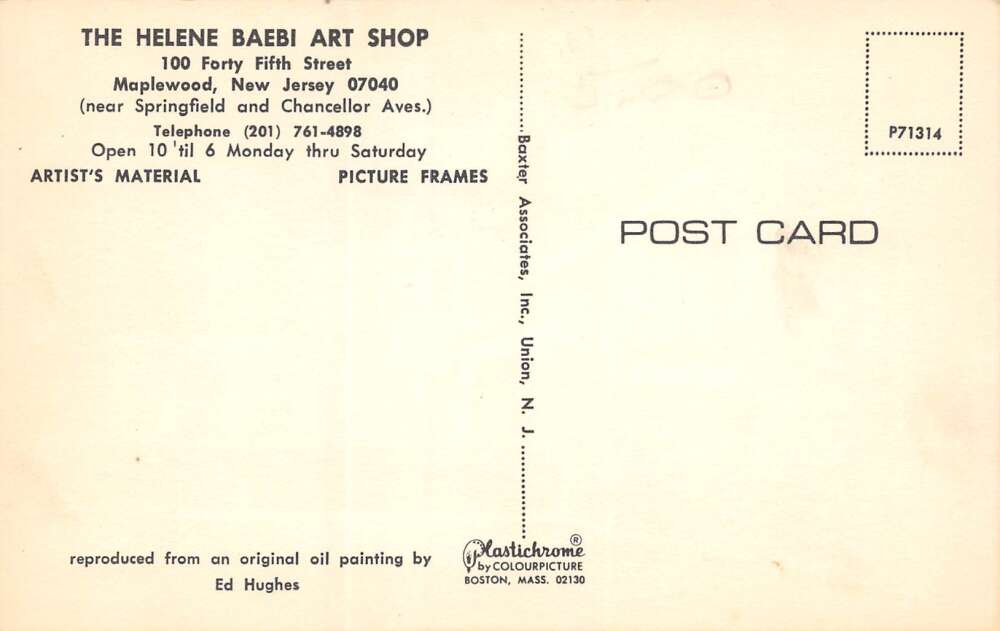 THE HELENE BAEBI ART SHOP
100 Forty Fifth Street
Maplewood, New Jersey 07040
(near Springfield and Chancellor Aves.)
Telephone (201) 761-4898
Open 10 'til 6 Monday thru Saturday
ARTIST'S MATERIAL PICTURE FRAMES
reproduced from an original oil painting by
Ed Hughes
Baxter Associates, Inc., Union, N. J.
Plastichrome®
by COLOURPICTURE
BOSTON, MASS. 02130
P71314
POST CARD